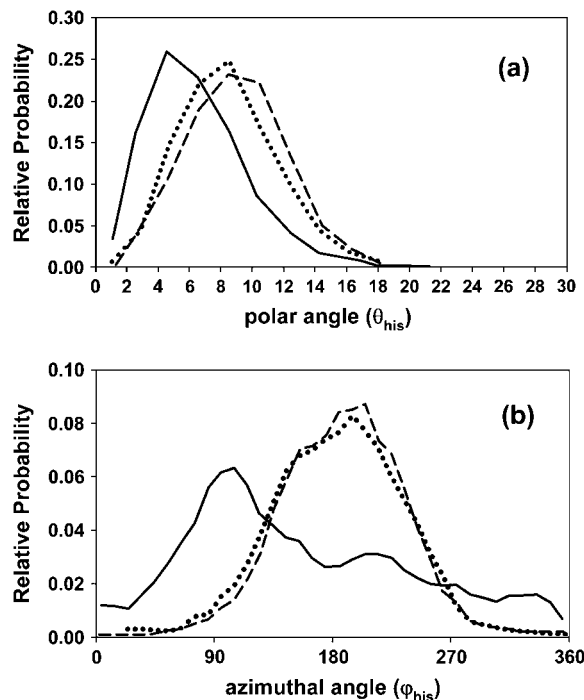 (a)
Relative Probability
0.30
0.25
0.20
0.15
0.10
0.05
0.00
0 2 4 6 8 10 12 14 16 18 20 22 24 26 28 30
polar angle (θhis)
(b)
Relative Probability
0.10
0.08
0.06
0.04
0.02
0.00
0 90 180 270 360
azimuthal angle (φhis)